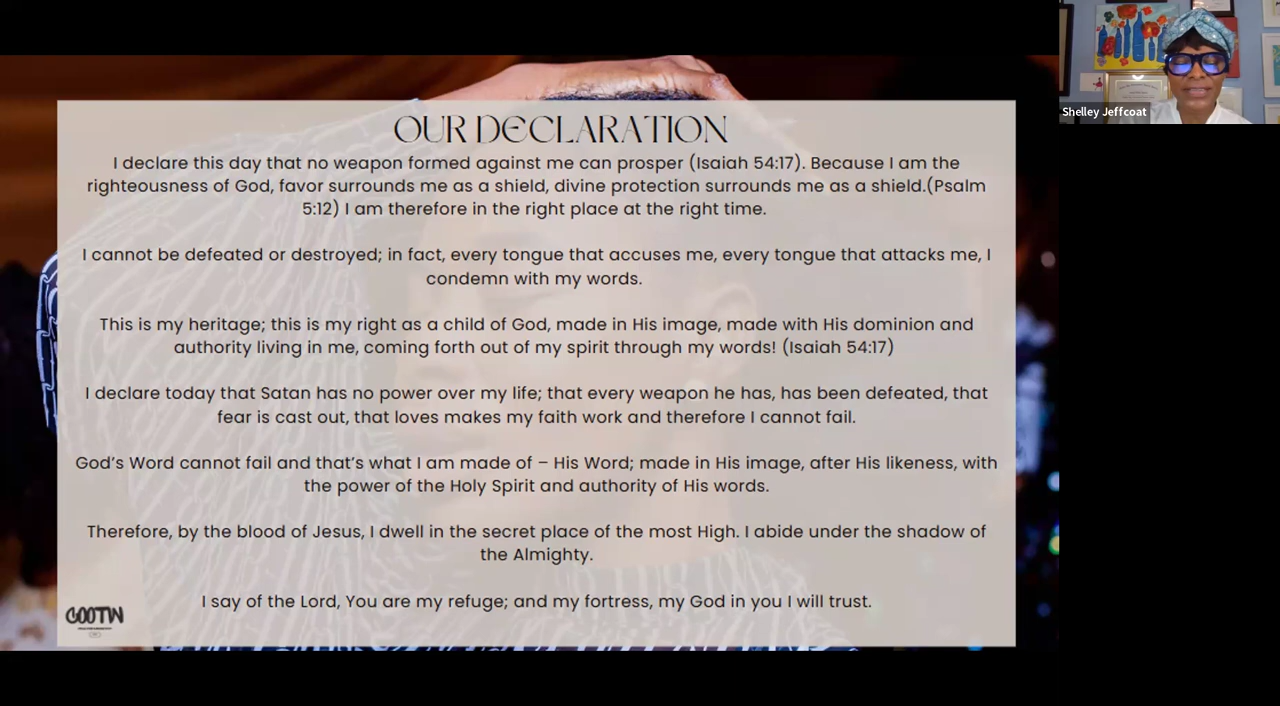 OUR DECLARATION
I declare this day that no weapon formed against me can prosper (Isaiah 54:17). Because I am the
righteousness of God, favor surrounds me as a shield, divine protection surrounds me as a shield.(Psalm
5:12) I am therefore in the right place at the right time.
I cannot be defeated or destroyed; in fact, every tongue that accuses me, every tongue that attacks me, I
condemn with my words.
This is my heritage; this is my right as a child of God, made in His image, made with His dominion and
authority living in me, coming forth out of my spirit through my words! (Isaiah 54:17)
I declare today that Satan has no power over my life; that every weapon he has, has been defeated, that
fear is cast out, that loves makes my faith work and therefore I cannot fail.
God's Word cannot fail and that's what I am made of – His Word; made in His image, after His likeness, with
the power of the Holy Spirit and authority of His words.
Therefore, by the blood of Jesus, I dwell in the secret place of the most High. I abide under the shadow of
the Almighty.
I say of the Lord, You are my refuge; and my fortress, my God in you I will trust.
Shelley Jeffcoat